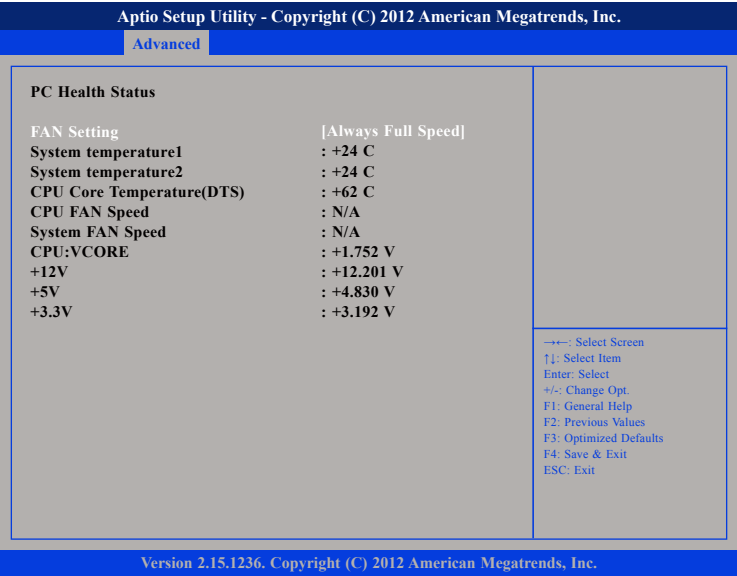 Aptio Setup Utility - Copyright (C) 2012 American Megatrends, Inc.
Advanced
PC Health Status
FAN Setting [Always Full Speed]
System temperature1 : +24 C
System temperature2 : +24 C
CPU Core Temperature(DTS) : +62 C
CPU FAN Speed : N/A
System FAN Speed : N/A
CPU:VCORE : +1.752 V
+12V : +12.201 V
+5V : +4.830 V
+3.3V : +3.192 V
→←: Select Screen
↑↓: Select Item
Enter: Select
+/-: Change Opt.
F1: General Help
F2: Previous Values
F3: Optimized Defaults
F4: Save & Exit
ESC: Exit
Version 2.15.1236. Copyright (C) 2012 American Megatrends, Inc.